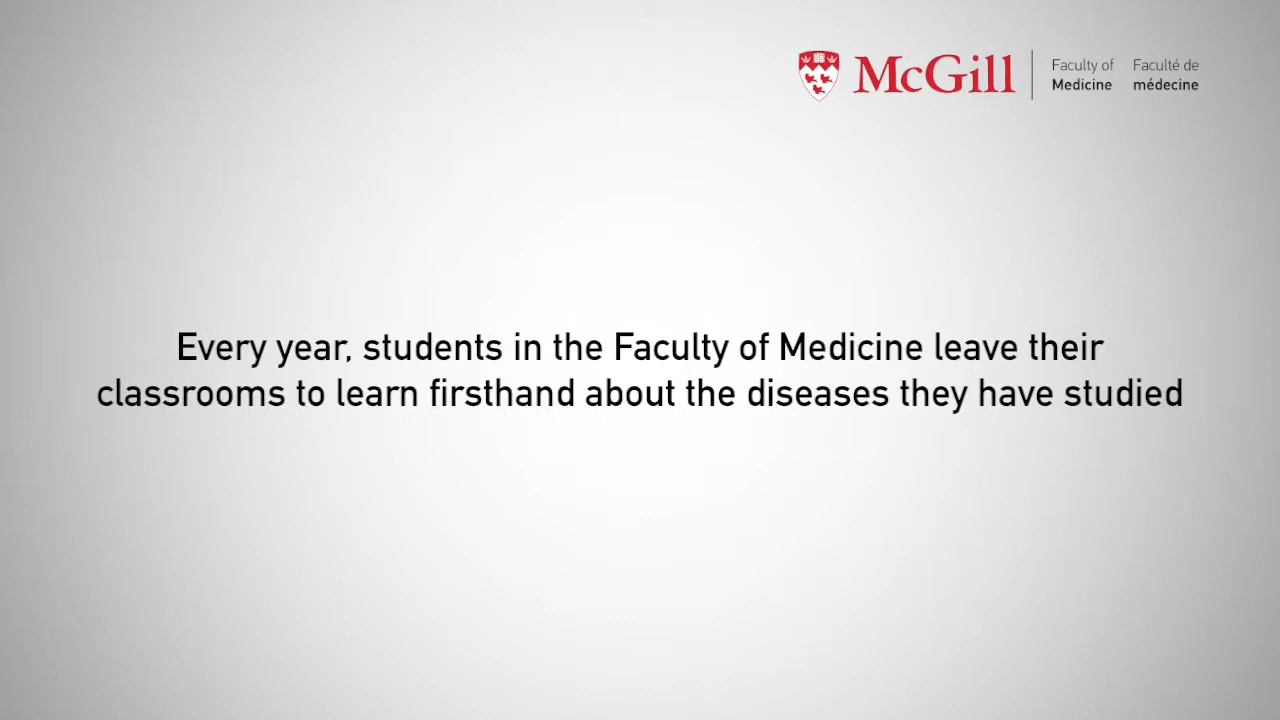 McGill
Faculty of
Medicine
Faculté de
médecine
Every year, students in the Faculty of Medicine leave their
classrooms to learn firsthand about the diseases they have studied